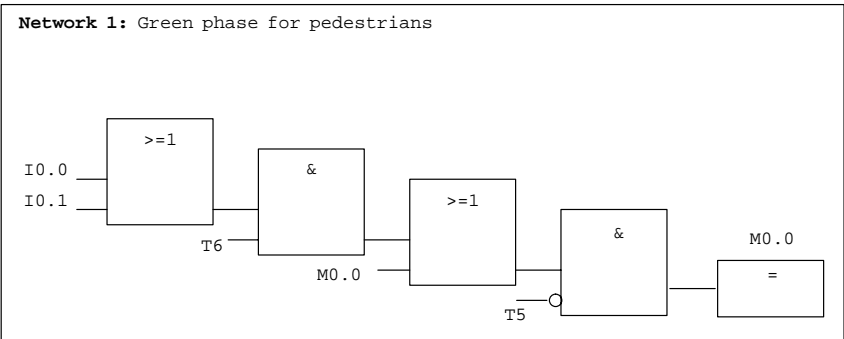 Network 1: Green phase for pedestrians
>=1
I0.0
I0.1
&
T6
>=1
M0.0
&
T5
M0.0
=